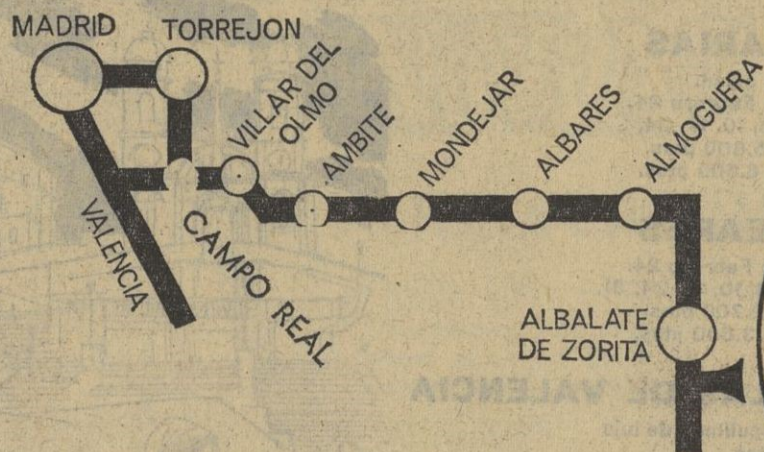 MADRID
TORREJON
VILLAR DEL
OLMO
AMBITE
MONDEJAR
ALBARES
ALMOGUERA
VALENCIA
CAMPO REAL
ALBALATE
DE ZORITA